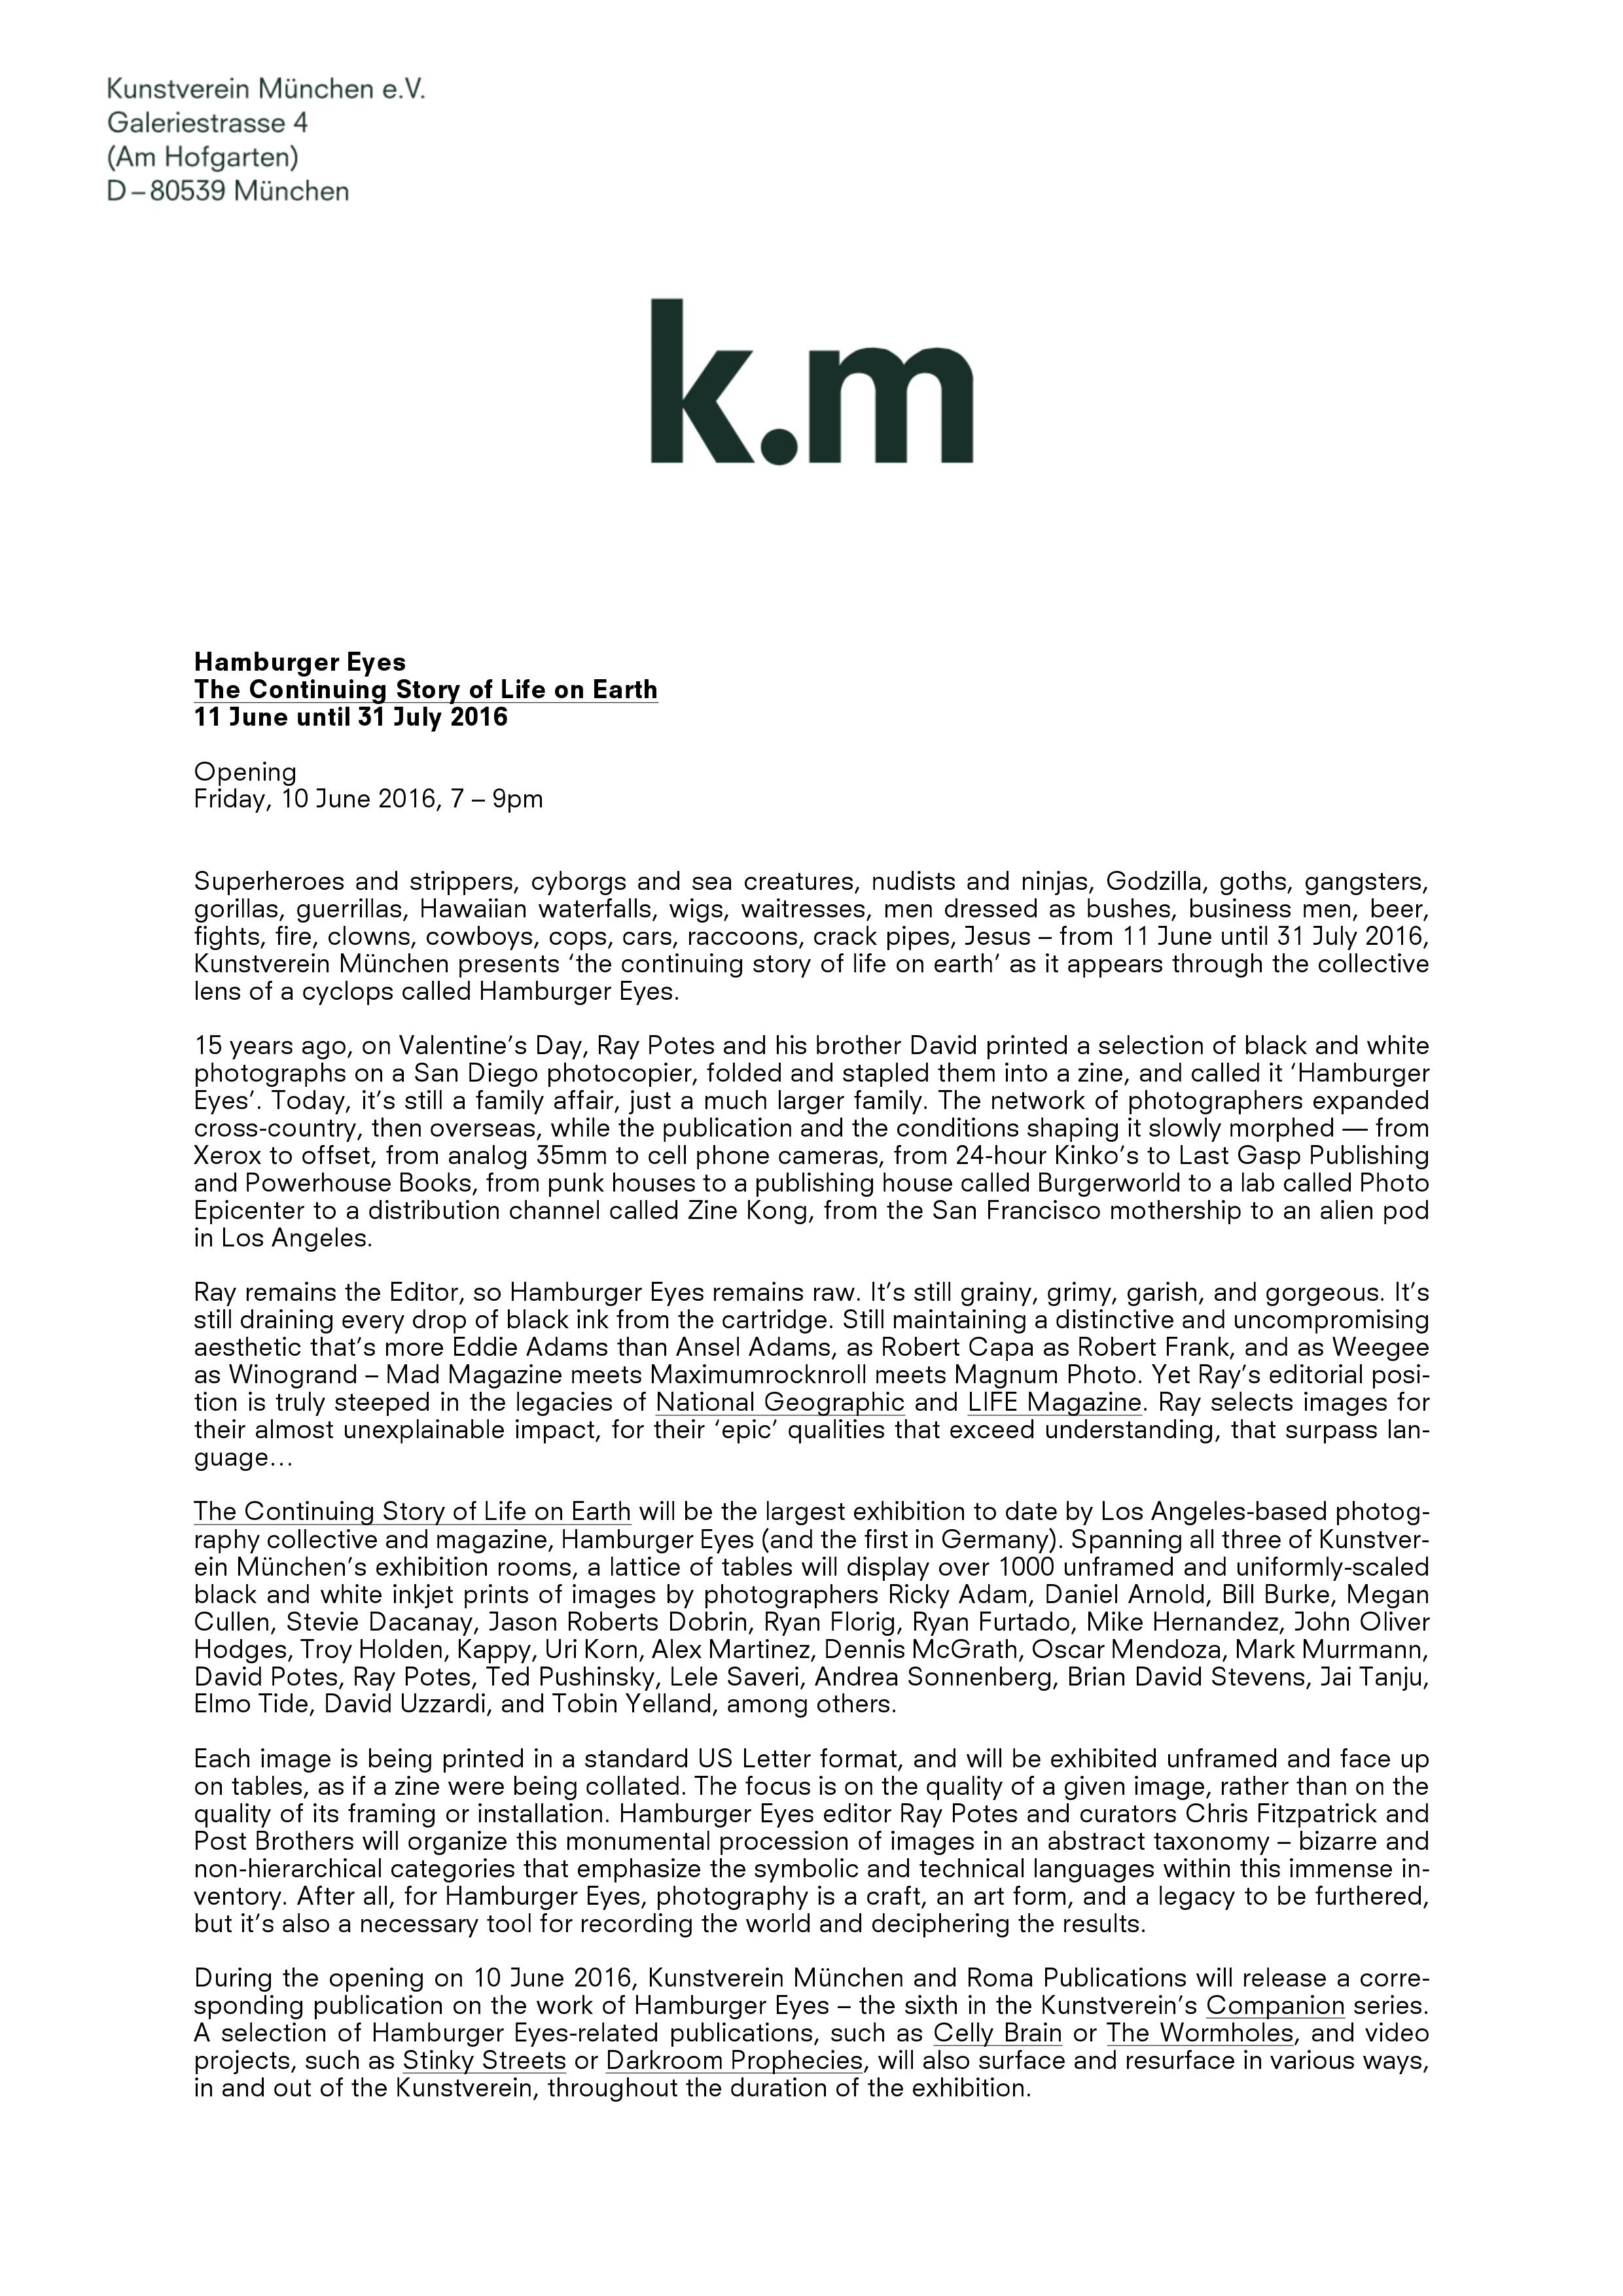 Kunstverein München e.V.
Galeriestrasse 4
(Am Hofgarten)
D – 80539 München
k.m
Hamburger Eyes
The Continuing Story of Life on Earth
11 June until 31 July 2016
Opening
Friday, 10 June 2016, 7 – 9pm
Superheroes and strippers, cyborgs and sea creatures, nudists and ninjas, Godzilla, goths, gangsters,
gorillas, guerrillas, Hawaiian waterfalls, wigs, waitresses, men dressed as bushes, business men, beer,
fights, fire, clowns, cowboys, cops, cars, raccoons, crack pipes, Jesus – from 11 June until 31 July 2016,
Kunstverein München presents ‘the continuing story of life on earth’ as it appears through the collective
lens of a cyclops called Hamburger Eyes.
15 years ago, on Valentine’s Day, Ray Potes and his brother David printed a selection of black and white
photographs on a San Diego photocopier, folded and stapled them into a zine, and called it ‘Hamburger
Eyes’. Today, it’s still a family affair, just a much larger family. The network of photographers expanded
cross-country, then overseas, while the publication and the conditions shaping it slowly morphed — from
Xerox to offset, from analog 35mm to cell phone cameras, from 24-hour Kinko’s to Last Gasp Publishing
and Powerhouse Books, from punk houses to a publishing house called Burgerworld to a lab called Photo
Epicenter to a distribution channel called Zine Kong, from the San Francisco mothership to an alien pod
in Los Angeles.
Ray remains the Editor, so Hamburger Eyes remains raw. It’s still grainy, grimy, garish, and gorgeous. It’s
still draining every drop of black ink from the cartridge. Still maintaining a distinctive and uncompromising
aesthetic that’s more Eddie Adams than Ansel Adams, as Robert Capa as Robert Frank, and as Weegee
as Winogrand – Mad Magazine meets Maximumrocknroll meets Magnum Photo. Yet Ray’s editorial posi-
tion is truly steeped in the legacies of National Geographic and LIFE Magazine. Ray selects images for
their almost unexplainable impact, for their ‘epic’ qualities that exceed understanding, that surpass lan-
guage…
The Continuing Story of Life on Earth will be the largest exhibition to date by Los Angeles-based photog-
raphy collective and magazine, Hamburger Eyes (and the first in Germany). Spanning all three of Kunstver-
ein München’s exhibition rooms, a lattice of tables will display over 1000 unframed and uniformly-scaled
black and white inkjet prints of images by photographers Ricky Adam, Daniel Arnold, Bill Burke, Megan
Cullen, Stevie Dacanay, Jason Roberts Dobrin, Ryan Florig, Ryan Furtado, Mike Hernandez, John Oliver
Hodges, Troy Holden, Kappy, Uri Korn, Alex Martinez, Dennis McGrath, Oscar Mendoza, Mark Murrmann,
David Potes, Ray Potes, Ted Pushinsky, Lele Saveri, Andrea Sonnenberg, Brian David Stevens, Jai Tanju,
Elmo Tide, David Uzzardi, and Tobin Yelland, among others.
Each image is being printed in a standard US Letter format, and will be exhibited unframed and face up
on tables, as if a zine were being collated. The focus is on the quality of a given image, rather than on the
quality of its framing or installation. Hamburger Eyes editor Ray Potes and curators Chris Fitzpatrick and
Post Brothers will organize this monumental procession of images in an abstract taxonomy – bizarre and
non-hierarchical categories that emphasize the symbolic and technical languages within this immense in-
ventory. After all, for Hamburger Eyes, photography is a craft, an art form, and a legacy to be furthered,
but it’s also a necessary tool for recording the world and deciphering the results.
During the opening on 10 June 2016, Kunstverein München and Roma Publications will release a corre-
sponding publication on the work of Hamburger Eyes – the sixth in the Kunstverein’s Companion series.
A selection of Hamburger Eyes-related publications, such as Celly Brain or The Wormholes, and video
projects, such as Stinky Streets or Darkroom Prophecies, will also surface and resurface in various ways,
in and out of the Kunstverein, throughout the duration of the exhibition.